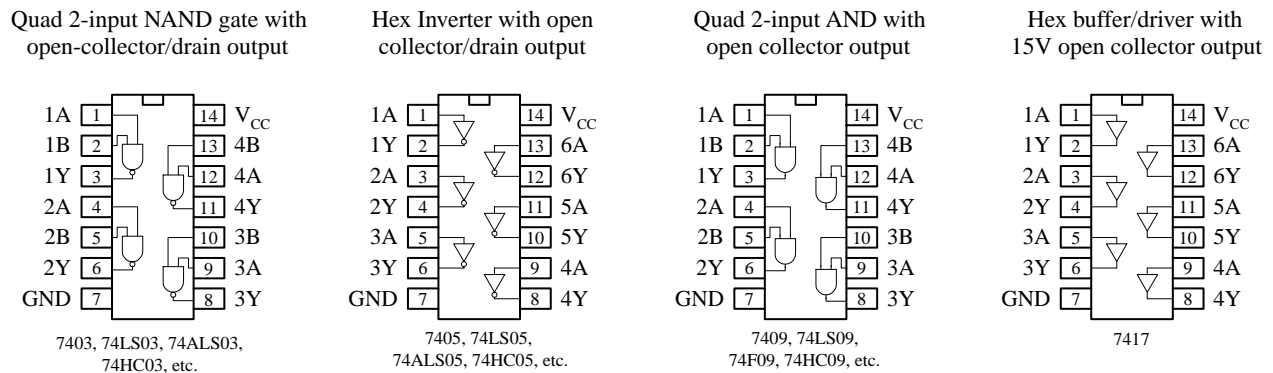 Quad 2-input NAND gate with
open-collector/drain output
Hex Inverter with open
collector/drain output
Quad 2-input AND with
open collector output
Hex buffer/driver with
15V open collector output
1A 1 14 VCC
1B 2 13 4B
1Y 3 12 4A
2A 4 11 4Y
2B 5 10 3B
2Y 6 9 3A
GND 7 8 3Y
7403, 74LS03, 74ALS03,
74HC03, etc.
1A 1 14 VCC
1Y 2 13 6A
2A 3 12 6Y
2Y 4 11 5A
3A 5 10 5Y
3Y 6 9 4A
GND 7 8 4Y
7405, 74LS05,
74ALS05, 74HC05, etc.
1A 1 14 VCC
1B 2 13 4B
1Y 3 12 4A
2A 4 11 4Y
2B 5 10 3B
2Y 6 9 3A
GND 7 8 3Y
7409, 74LS09,
74F09, 74HC09, etc.
1A 1 14 VCC
1Y 2 13 6A
2A 3 12 6Y
2Y 4 11 5A
3A 5 10 5Y
3Y 6 9 4A
GND 7 8 4Y
7417